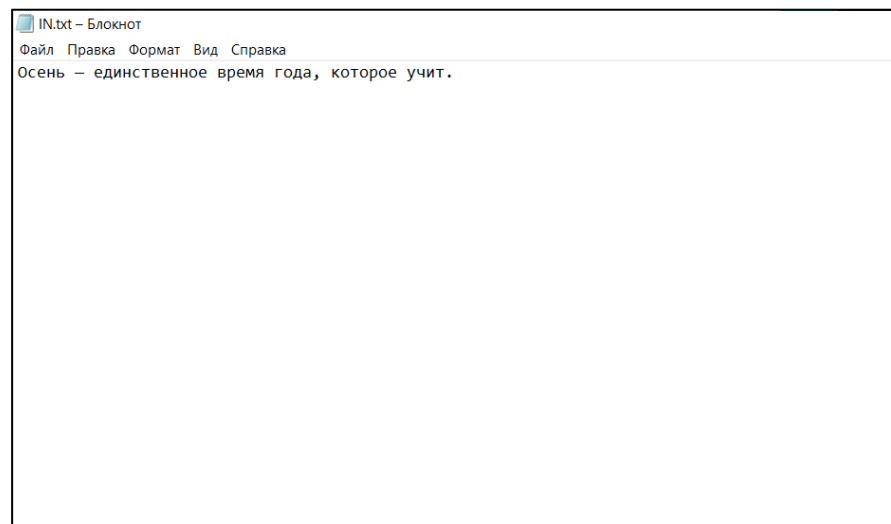 IN.txt – Блокнот
Файл Правка Формат Вид Справка
Осень – единственное время года, которое учит.